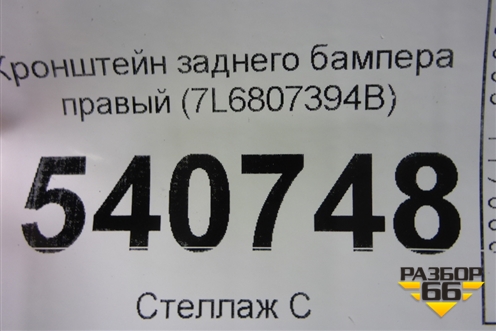 Кронштейн заднего бампера
правый (7L6807394B)
540748
Стеллаж С
РАЗБОР
66